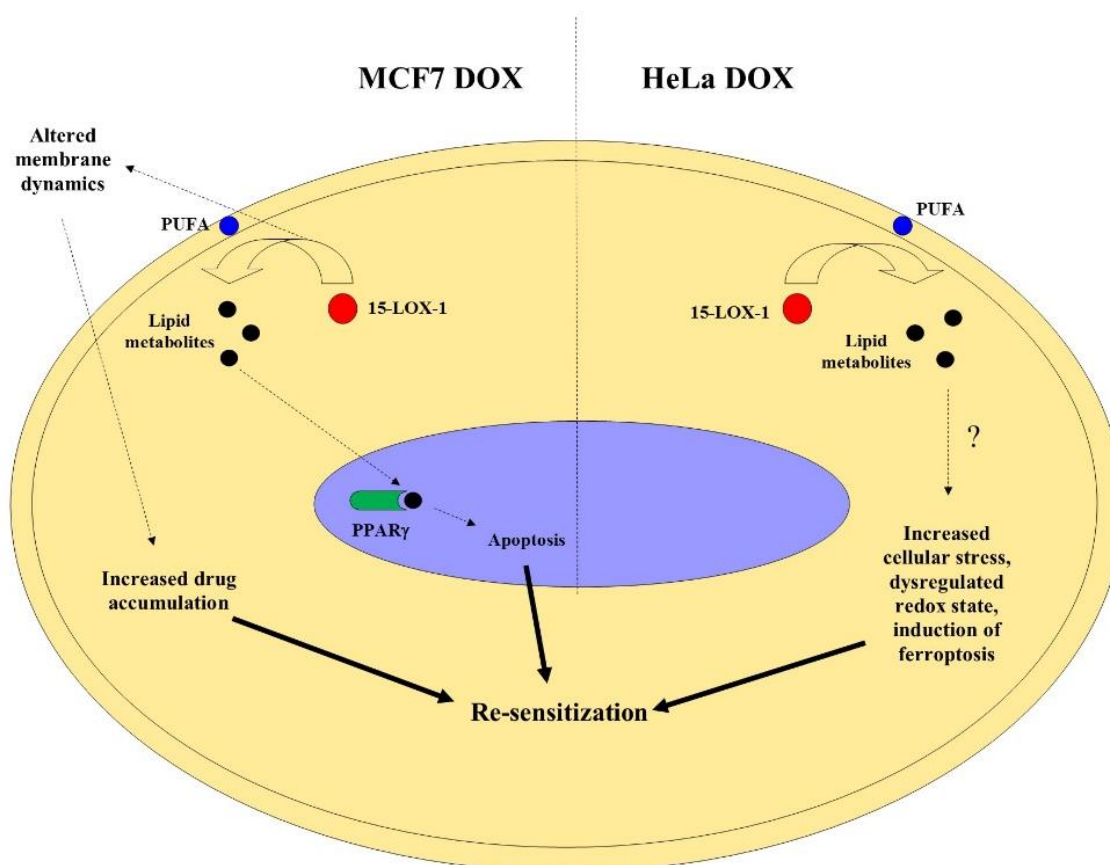 MCF7 DOX
HeLa DOX
Altered
membrane
dynamics
PUFA
15-LOX-1
Lipid
metabolites
PPARγ
Apoptosis
Increased drug
accumulation
PUFA
15-LOX-1
Lipid
metabolites
?
Increased
cellular stress,
dysregulated
redox state,
induction of
ferroptosis
Re-sensitization